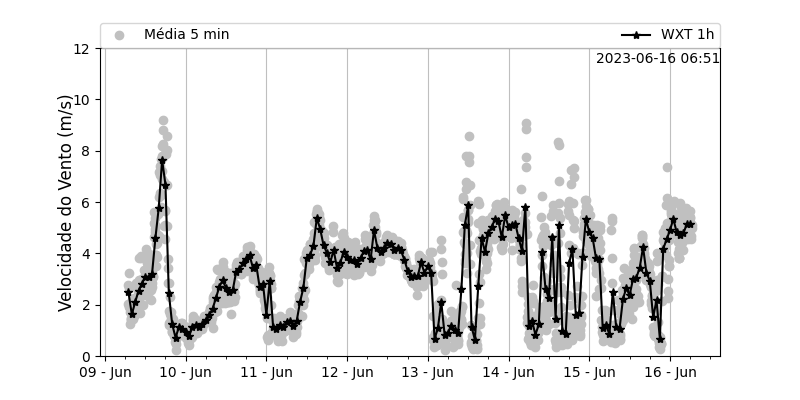 Média 5 min
WXT 1h
2023-06-16 06:51
Velocidade do Vento (m/s)
12
10
8
6
4
2
0
09 - Jun 10 - Jun 11 - Jun 12 - Jun 13 - Jun 14 - Jun 15 - Jun 16 - Jun